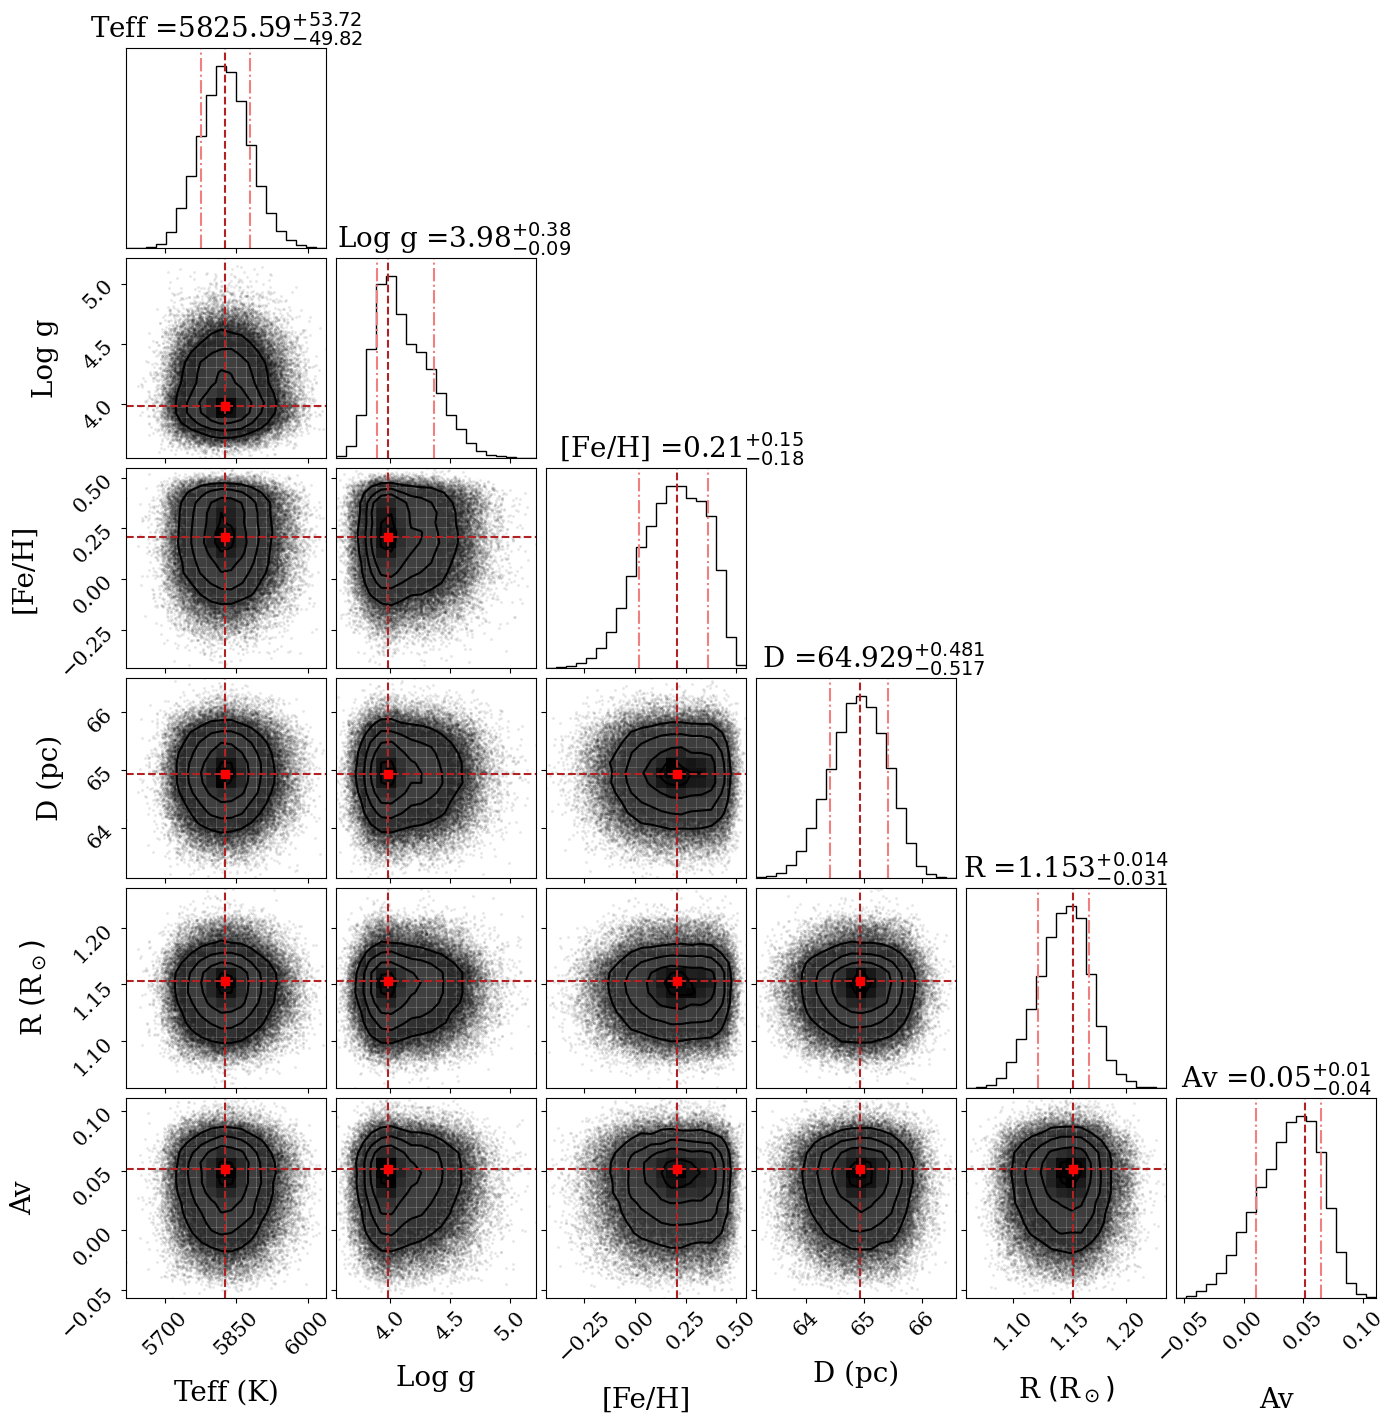 Teff =5825.59+53.72−49.82
Log g =3.98+0.38−0.09
5.0
4.5
4.0
Log g
[Fe/H] =0.21+0.15−0.18
0.50
0.25
0.00
−0.25
[Fe/H]
D =64.929+0.481−0.517
66
65
64
D (pc)
R =1.153+0.014−0.031
1.20
1.15
1.10
R (R⊙)
Av =0.05+0.01−0.04
0.10
0.05
0.00
−0.05
Av
5700 5850 6000 4.0 4.5 5.0 −0.25 0.00 0.25 0.50 64 65 66 1.10 1.15 1.20 −0.05 0.00 0.05 0.10
Teff (K) Log g [Fe/H] D (pc) R (R⊙) Av